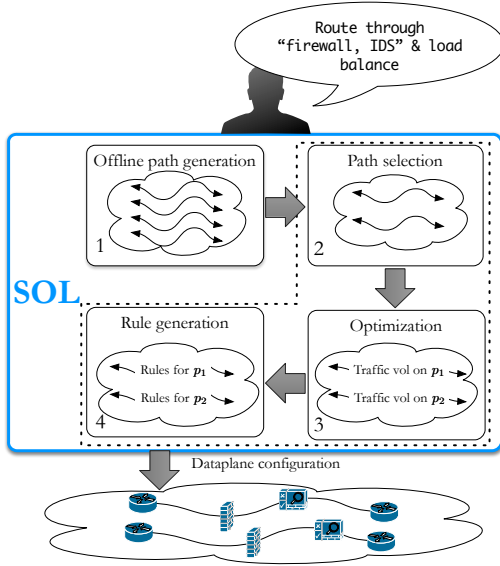 Route through
“firewall, IDS” & load
balance
Offline path generation
1
Path selection
2
SOL
Rule generation
Rules for p1
Rules for p2
4
Optimization
Traffic vol on p1
Traffic vol on p2
3
Dataplane configuration